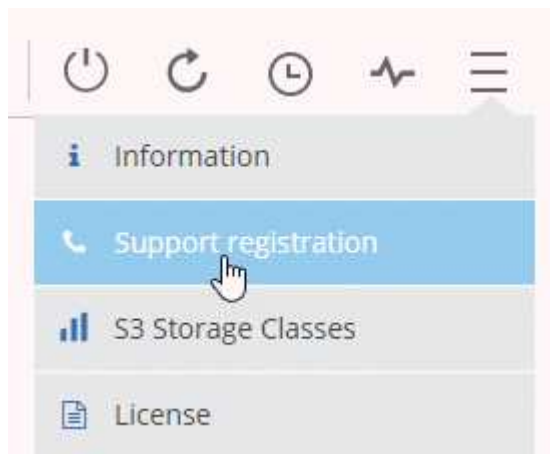 Information
Support registration
S3 Storage Classes
License